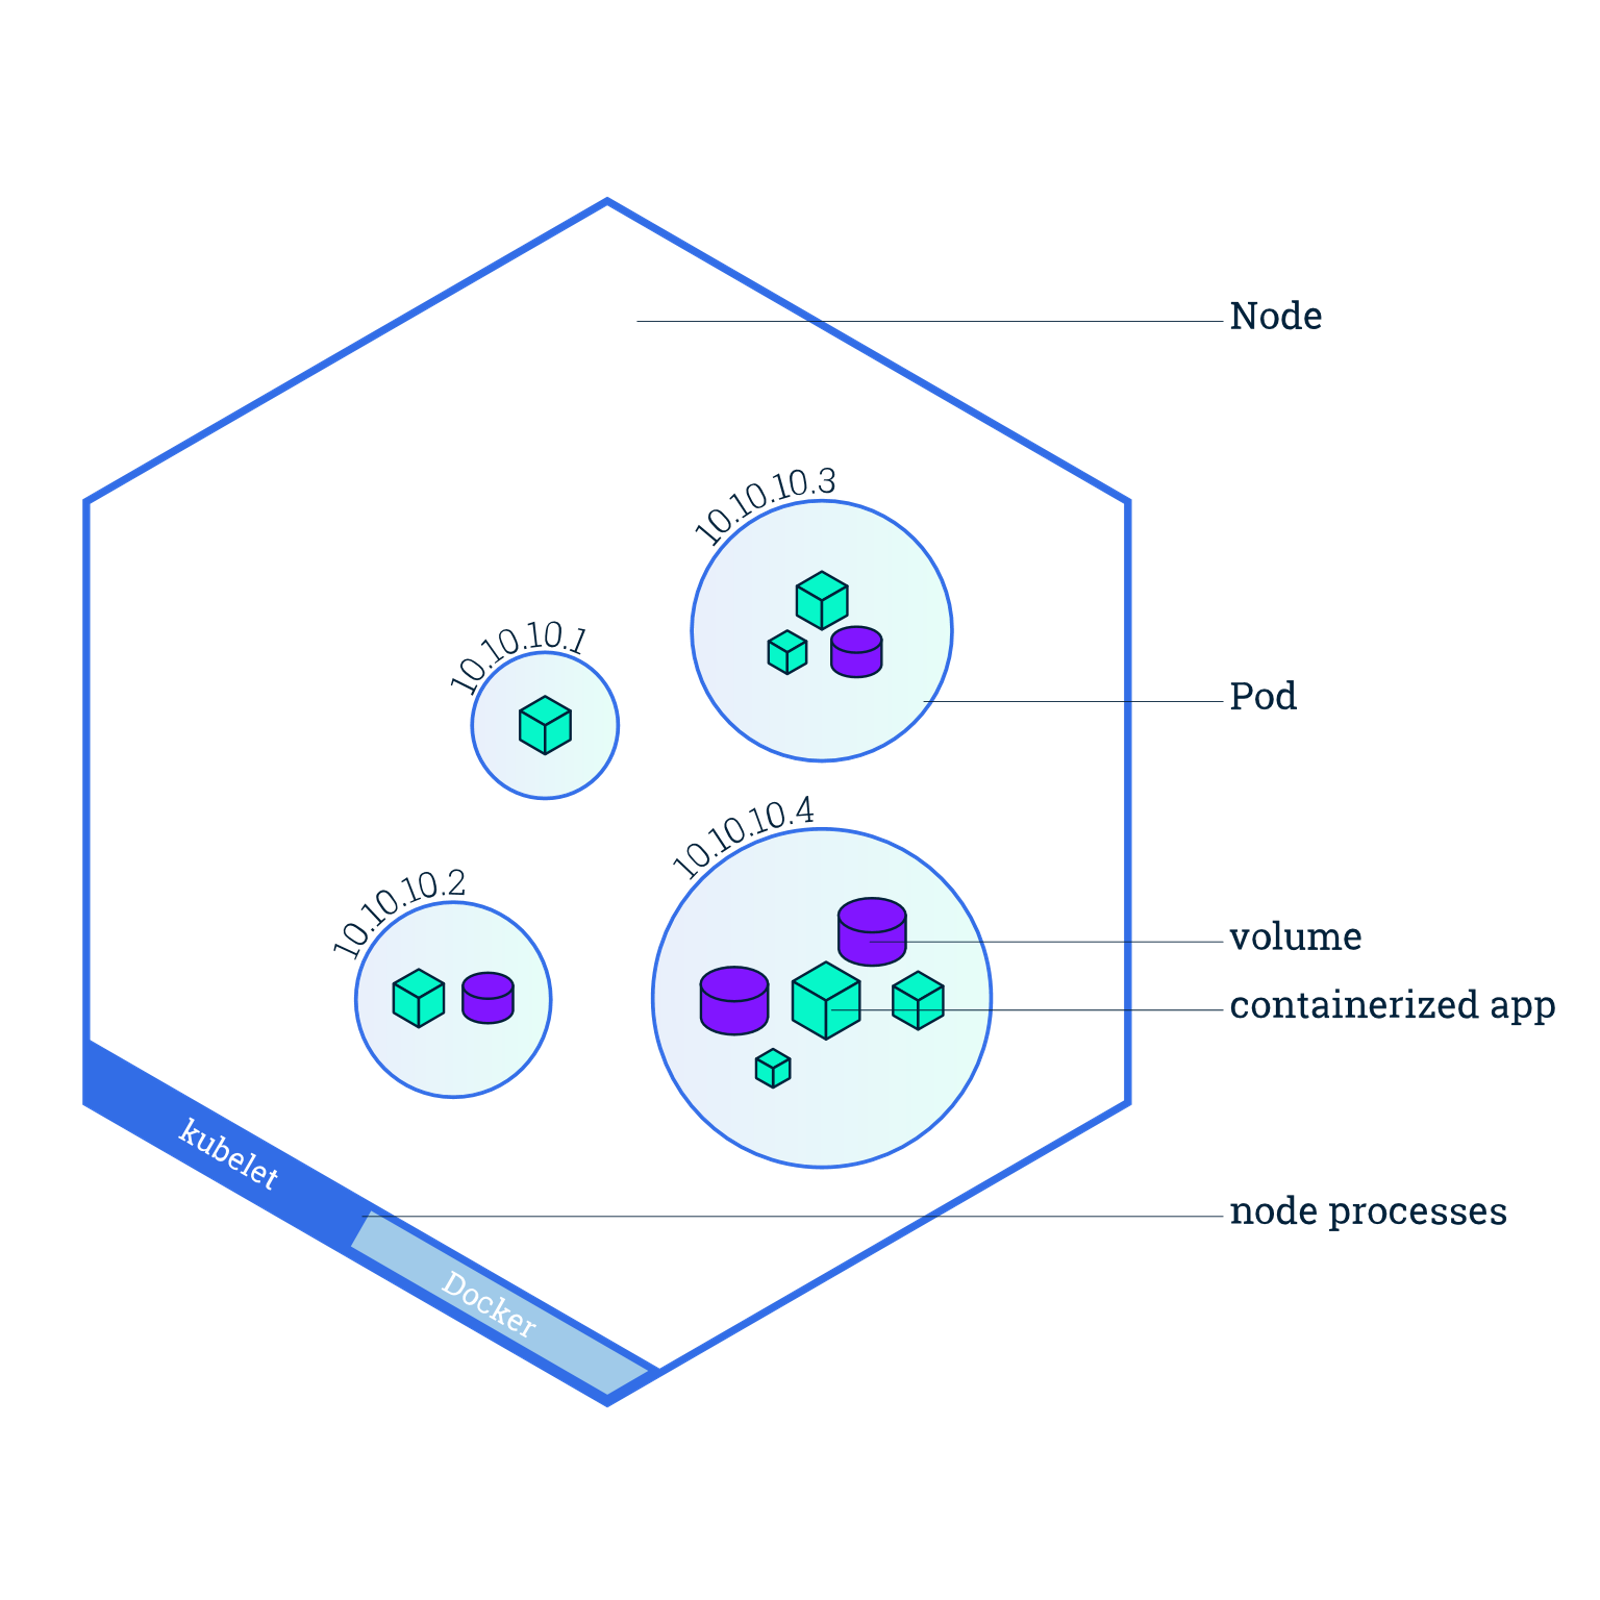 Node
10.10.10.3
10.10.10.1
Pod
10.10.10.4
10.10.10.2
volume
containerized app
kubelet
node processes
Docker